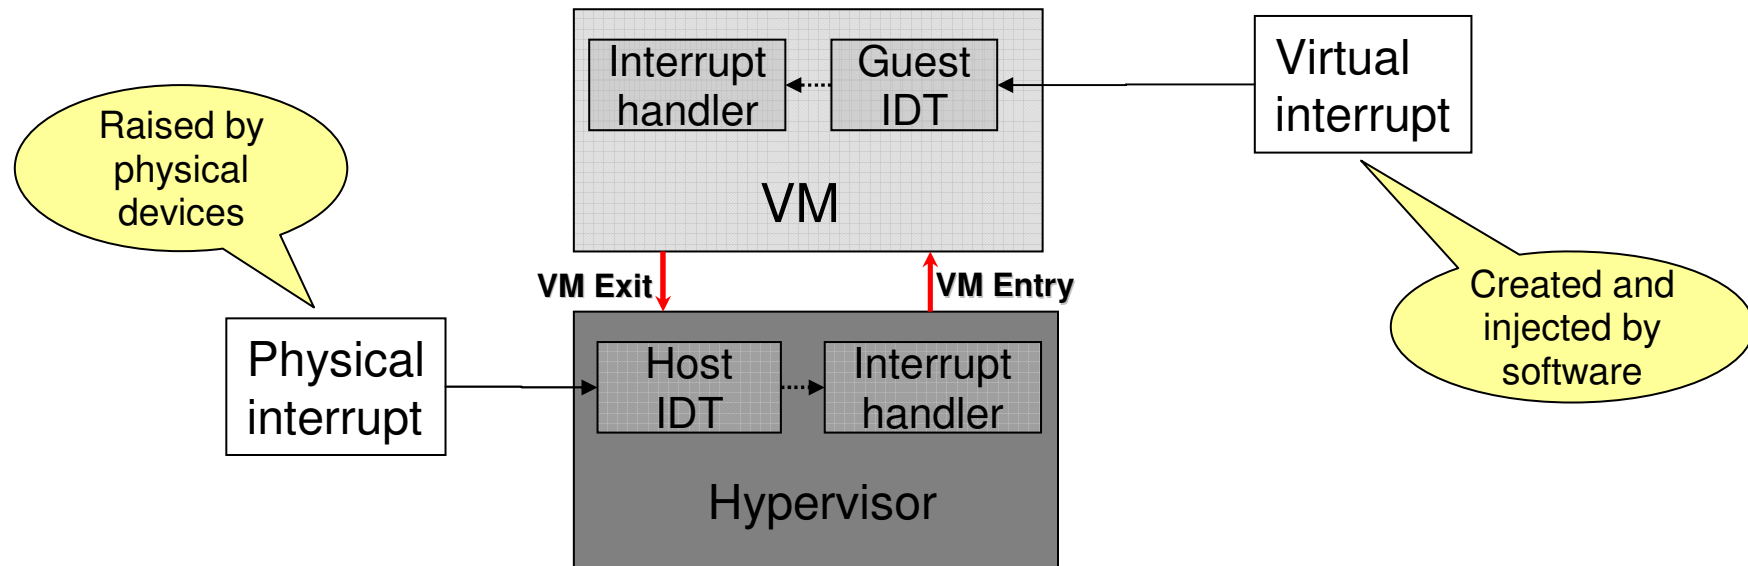 Interrupt
handler
Guest
IDT
Virtual
interrupt
Raised by
physical
devices
VM
VM Exit
VM Entry
Created and
injected by
software
Physical
interrupt
Host
IDT
Interrupt
handler
Hypervisor